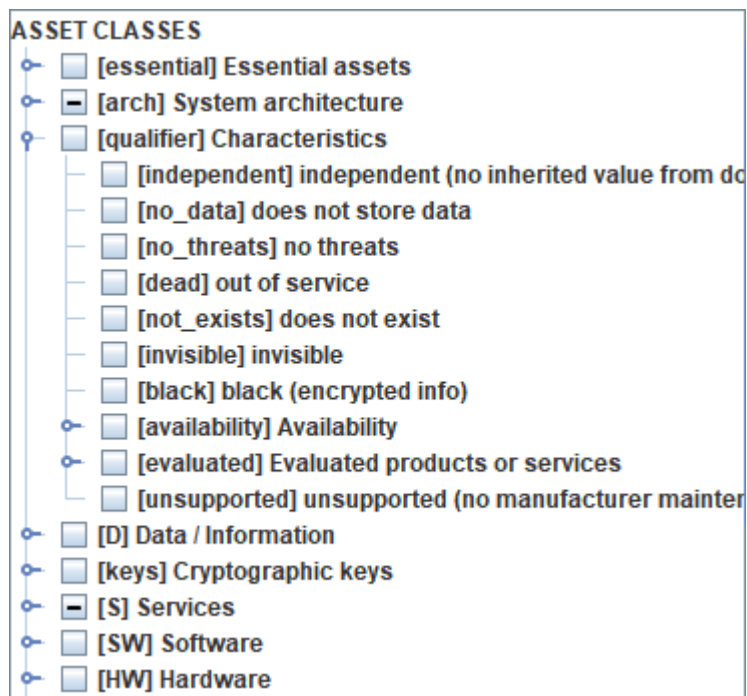 ASSET CLASSES
[essential] Essential assets
[arch] System architecture
[qualifier] Characteristics
[independent] independent (no inherited value from do
[no_data] does not store data
[no_threats] no threats
[dead] out of service
[not_exists] does not exist
[invisible] invisible
[black] black (encrypted info)
[availability] Availability
[evaluated] Evaluated products or services
[unsupported] unsupported (no manufacturer mainter
[D] Data / Information
[keys] Cryptographic keys
[S] Services
[SW] Software
[HW] Hardware